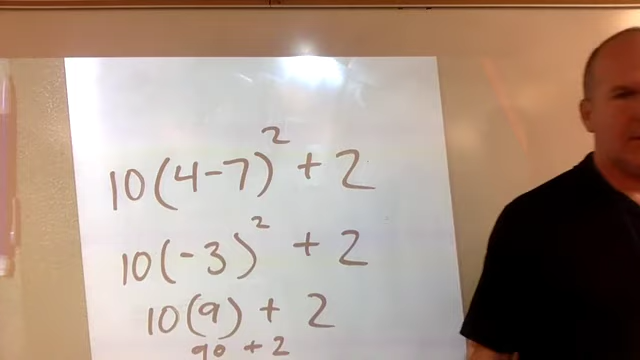 10(4-7)² + 2
10(-3)² + 2
10(9) + 2
90 + 2